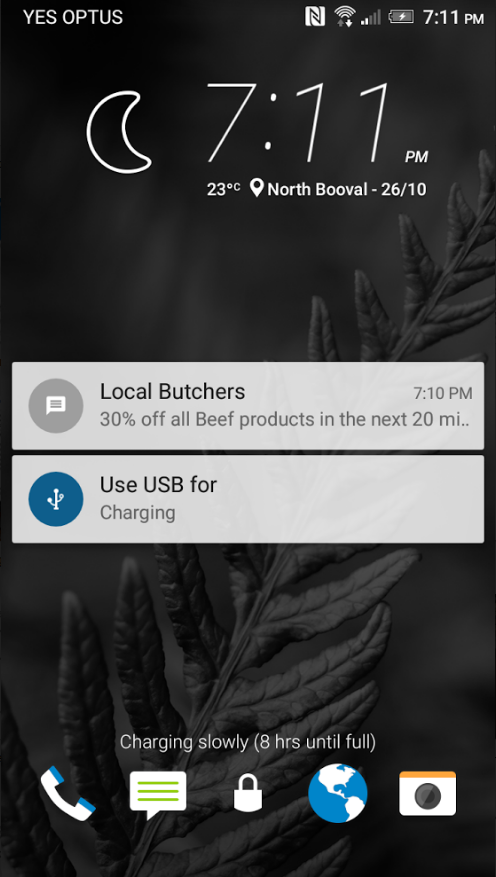 YES OPTUS 7:11 PM
7:11 PM
23°C North Booval - 26/10
Local Butchers 7:10 PM
30% off all Beef products in the next 20 mi..
Use USB for
Charging
Charging slowly (8 hrs until full)